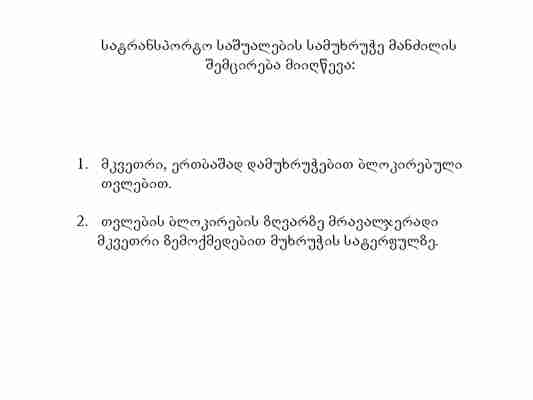 სატრანსპორტო საშუალების სამუხრუჭე მანძილის
შემცირება მიიღწევა:
1. მკვეთრი, ერთბაშად დამუხრუჭებით ბლოკირებული
თვლებით.
2. თვლების ბლოკირების ზღვარზე მრავალჯერადი
მკვეთრი ზემოქმედებით მუხრუჭის სატერფულზე.